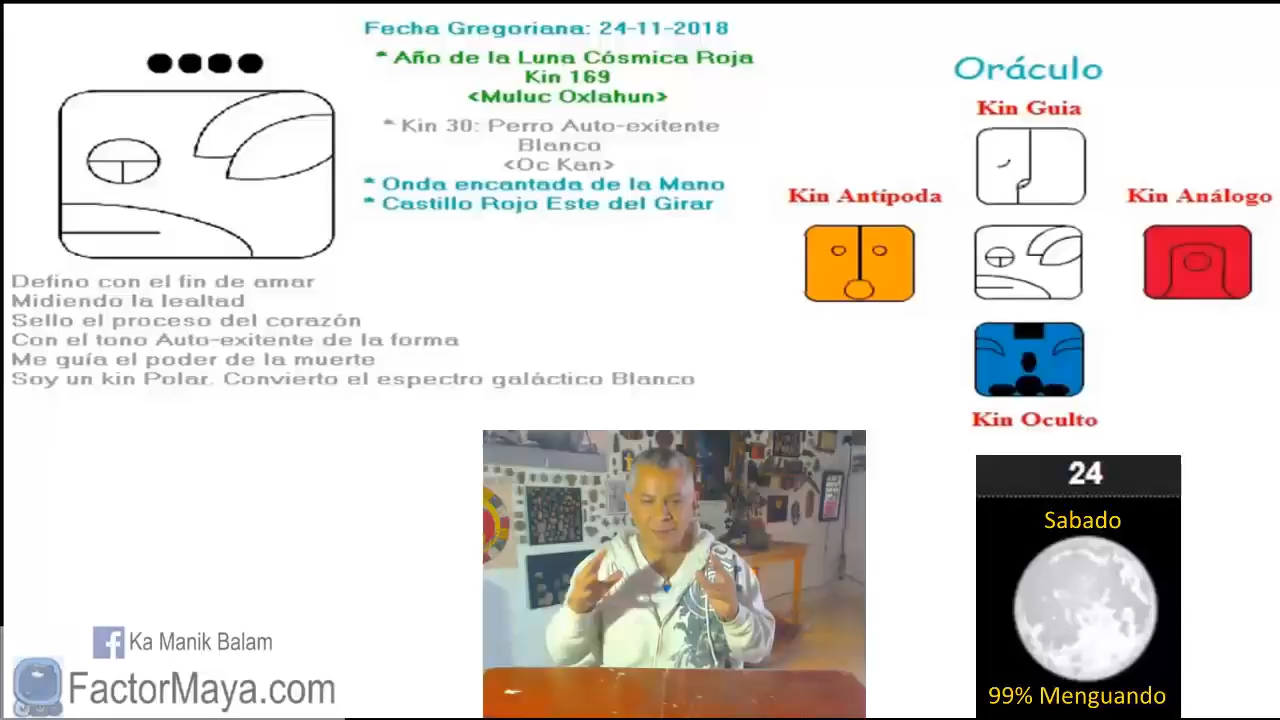 Fecha Gregoriana: 24-11-2018
* Año de la Luna Cósmica Roja
Kin 169
<Muluc Oxlahun>
* Kin 30: Perro Auto-exitente
Blanco
<Oc Kan>
* Onda encantada de la Mano
* Castillo Rojo Este del Girar
Defino con el fin de amar
Midiendo la lealtad
Sello el proceso del corazón
Con el tono Auto-exitente de la forma
Me guía el poder de la muerte
Soy un kin Polar. Convierto el espectro galáctico Blanco
Oráculo
Kin Guia
Kin Antípoda
Kin Análogo
Kin Oculto
24
Sabado
99% Menguando
Ka Manik Balam
FactorMaya.com